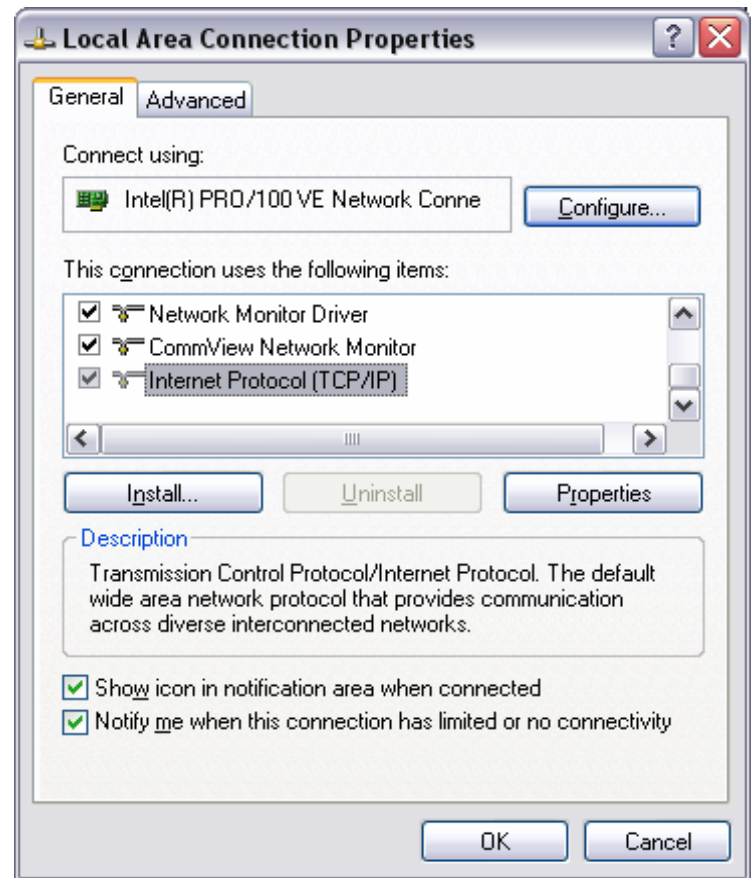 Local Area Connection Properties
General
Advanced
Connect using:
Intel(R) PRO/100 VE Network Conne
Configure...
This connection uses the following items:
Network Monitor Driver
CommView Network Monitor
Internet Protocol (TCP/IP)
Install...
Uninstall
Properties
Description
Transmission Control Protocol/Internet Protocol. The default
wide area network protocol that provides communication
across diverse interconnected networks.
Show icon in notification area when connected
Notify me when this connection has limited or no connectivity
OK
Cancel